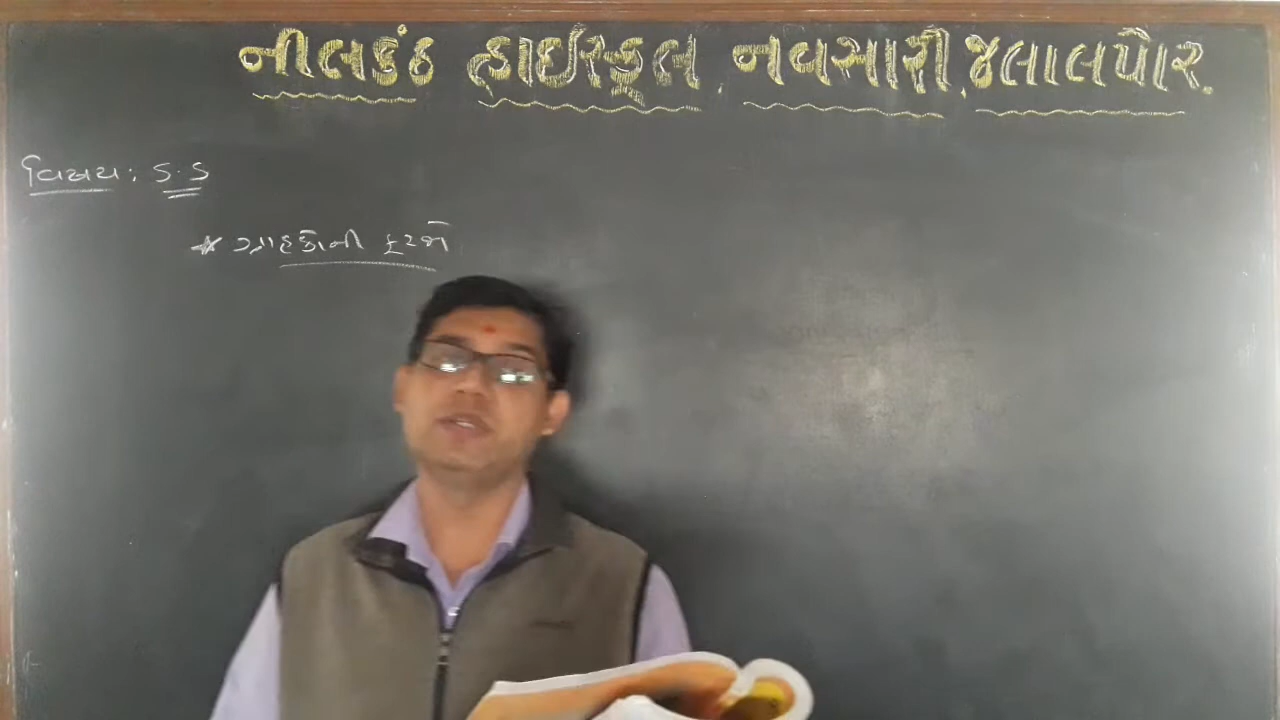 નીલકંઠ હાઈસ્કૂલ, નવસારી, જલાલપોર.
વિષય: S.S
* ગ્રાહકોની ફરજો